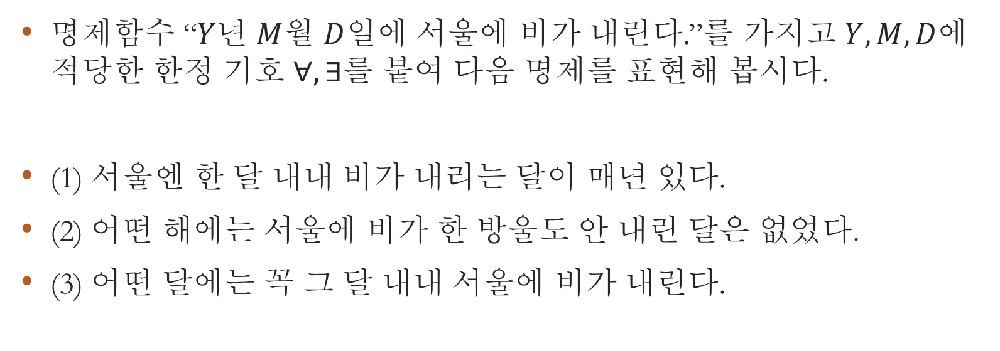 • 명제함수 “Y년 M월 D일에 서울에 비가 내린다.”를 가지고 Y, M, D에
적당한 한정 기호 ∀, ∃를 붙여 다음 명제를 표현해 봅시다.
• (1) 서울엔 한 달 내내 비가 내리는 달이 매년 있다.
• (2) 어떤 해에는 서울에 비가 한 방울도 안 내린 달은 없었다.
• (3) 어떤 달에는 꼭 그 달 내내 서울에 비가 내린다.